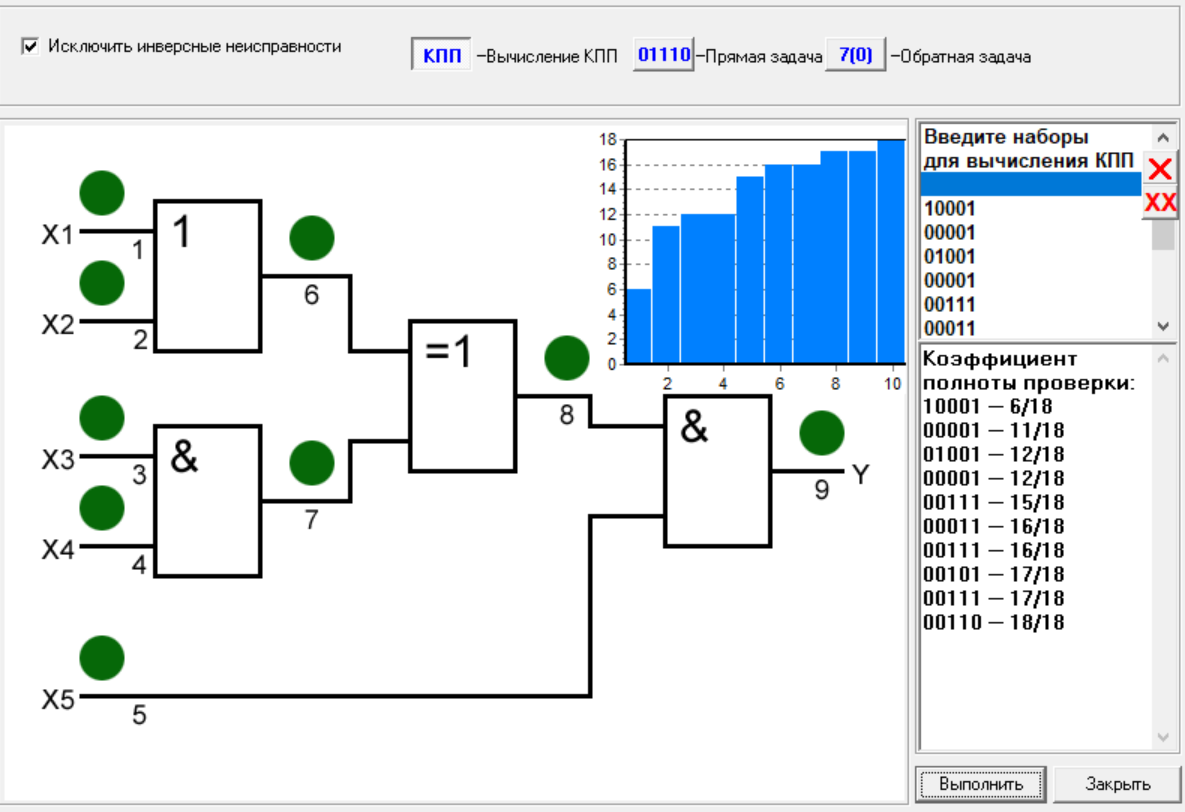 Исключить инверсные неисправности
КПП –Вычисление КПП 01110 –Прямая задача 7(0) –Обратная задача
18
16
14
12
10
8
6
4
2
0
2 4 6 8 10
X1
1
1
X2
2
6
=1
8
X3
3
&
X4
4
7
&
9
Y
X5
5
Введите наборы
для вычисления КПП
X
XX
10001
00001
01001
00001
00111
00011
Коэффициент
полноты проверки:
10001 – 6/18
00001 – 11/18
01001 – 12/18
00001 – 12/18
00111 – 15/18
00011 – 16/18
00111 – 16/18
00101 – 17/18
00111 – 17/18
00110 – 18/18
Выполнить Закрыть